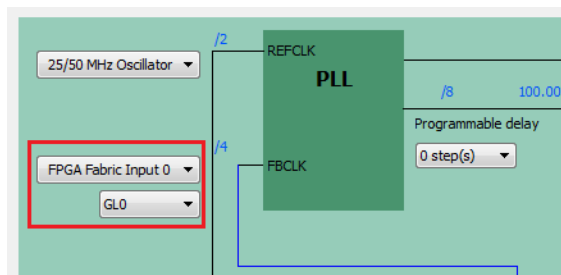 /2
REFCLK
25/50 MHz Oscillator
PLL
/8
100.00
Programmable delay
/4
0 step(s)
FPGA Fabric Input 0
FBCLK
GL0